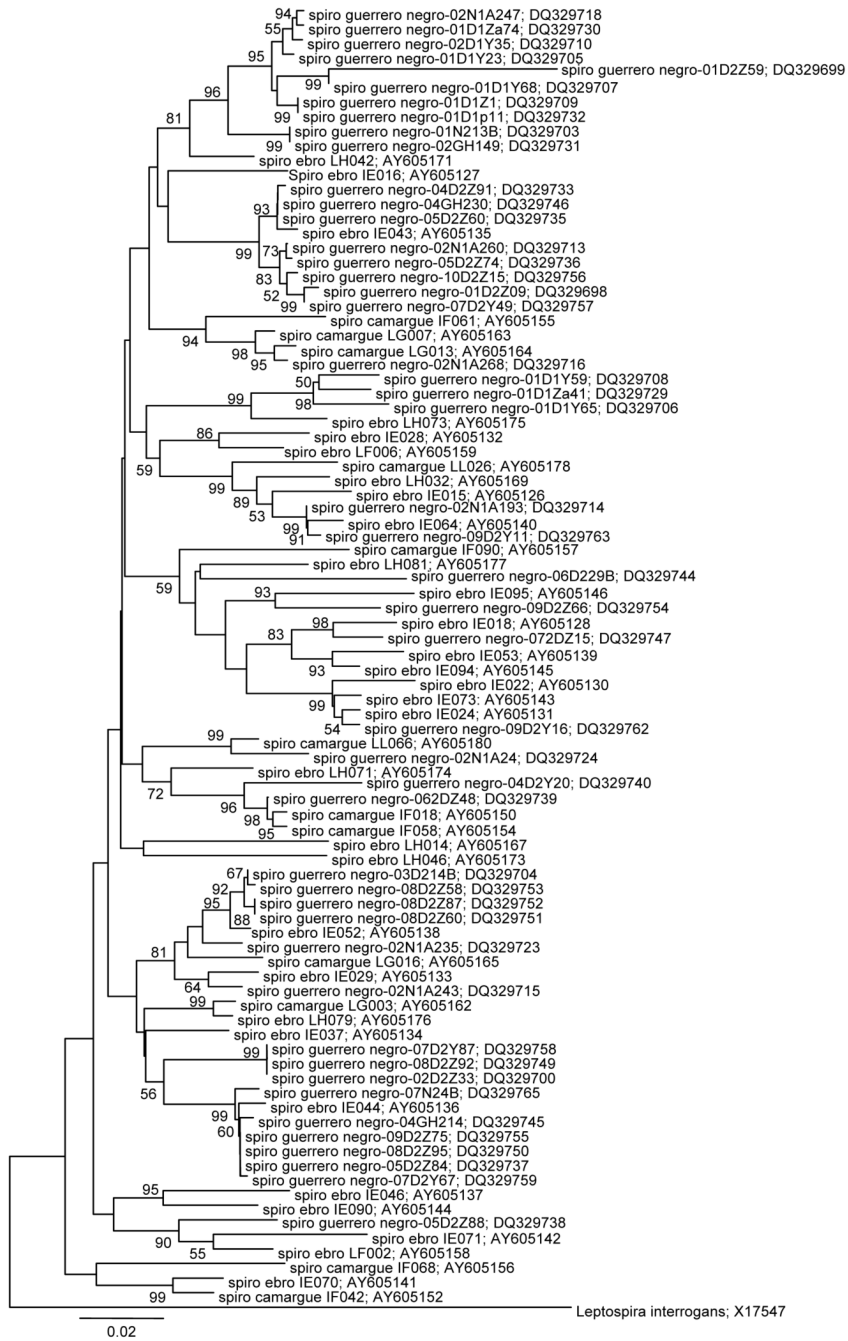 94 spiro guerrero negro-02N1A247; DQ329718
55 spiro guerrero negro-01D1Za74; DQ329730
spiro guerrero negro-02D1Y35; DQ329710
95 spiro guerrero negro-01D1Y23; DQ329705
spiro guerrero negro-01D2Z59; DQ329699
99 spiro guerrero negro-01D1Y68; DQ329707
96 spiro guerrero negro-01D1Z1; DQ329709
81 99 spiro guerrero negro-01D1p11; DQ329732
spiro guerrero negro-01N213B; DQ329703
99 spiro guerrero negro-02GH149; DQ329731
spiro ebro LH042; AY605171
Spiro ebro IE016; AY605127
spiro guerrero negro-04D2Z91; DQ329733
93 spiro guerrero negro-04GH230; DQ329746
spiro guerrero negro-05D2Z60; DQ329735
spiro ebro IE043; AY605135
99 73 spiro guerrero negro-02N1A260; DQ329713
spiro guerrero negro-05D2Z74; DQ329736
83 spiro guerrero negro-10D2Z15; DQ329756
52 spiro guerrero negro-01D2Z09; DQ329698
99 spiro guerrero negro-07D2Y49; DQ329757
spiro camargue IF061; AY605155
94 spiro camargue LG007; AY605163
98 spiro camargue LG013; AY605164
95 spiro guerrero negro-02N1A268; DQ329716
50 spiro guerrero negro-01D1Y59; DQ329708
spiro guerrero negro-01D1Za41; DQ329729
99 98 spiro guerrero negro-01D1Y65; DQ329706
spiro ebro LH073; AY605175
86 spiro ebro IE028; AY605132
spiro ebro LF006; AY605159
59 spiro camargue LL026; AY605178
99 spiro ebro LH032; AY605169
89 spiro ebro IE015; AY605126
53 spiro guerrero negro-02N1A193; DQ329714
99 spiro ebro IE064; AY605140
91 spiro guerrero negro-09D2Y11; DQ329763
spiro camargue IF090; AY605157
spiro ebro LH081; AY605177
59 spiro guerrero negro-06D229B; DQ329744
93 spiro ebro IE095; AY605146
spiro guerrero negro-09D2Z66; DQ329754
98 spiro ebro IE018; AY605128
83 spiro guerrero negro-072DZ15; DQ329747
spiro ebro IE053; AY605139
93 spiro ebro IE094; AY605145
spiro ebro IE022; AY605130
99 spiro ebro IE073; AY605143
spiro ebro IE024; AY605131
54 spiro guerrero negro-09D2Y16; DQ329762
99 spiro camargue LL066; AY605180
spiro guerrero negro-02N1A24; DQ329724
spiro ebro LH071; AY605174
72 spiro guerrero negro-04D2Y20; DQ329740
96 spiro guerrero negro-062DZ48; DQ329739
98 spiro camargue IF018; AY605150
95 spiro camargue IF058; AY605154
spiro ebro LH014; AY605167
spiro ebro LH046; AY605173
67 spiro guerrero negro-03D214B; DQ329704
92 spiro guerrero negro-08D2Z58; DQ329753
95 spiro guerrero negro-08D2Z87; DQ329752
88 spiro guerrero negro-08D2Z60; DQ329751
spiro ebro IE052; AY605138
81 spiro guerrero negro-02N1A235; DQ329723
spiro camargue LG016; AY605165
spiro ebro IE029; AY605133
64 spiro guerrero negro-02N1A243; DQ329715
99 spiro camargue LG003; AY605162
spiro ebro LH079; AY605176
spiro ebro IE037; AY605134
99 spiro guerrero negro-07D2Y87; DQ329758
spiro guerrero negro-08D2Z92; DQ329749
spiro guerrero negro-02D2Z33; DQ329700
56 spiro guerrero negro-07N24B; DQ329765
spiro ebro IE044; AY605136
99 spiro guerrero negro-04GH214; DQ329745
60 spiro guerrero negro-09D2Z75; DQ329755
spiro guerrero negro-08D2Z95; DQ329750
spiro guerrero negro-05D2Z84; DQ329737
spiro guerrero negro-07D2Y67; DQ329759
95 spiro ebro IE046; AY605137
spiro ebro IE090; AY605144
spiro guerrero negro-05D2Z88; DQ329738
90 spiro ebro IE071; AY605142
55 spiro ebro LF002; AY605158
spiro camargue IF068; AY605156
spiro ebro IE070; AY605141
99 spiro camargue IF042; AY605152
Leptospira interrogans; X17547
0.02